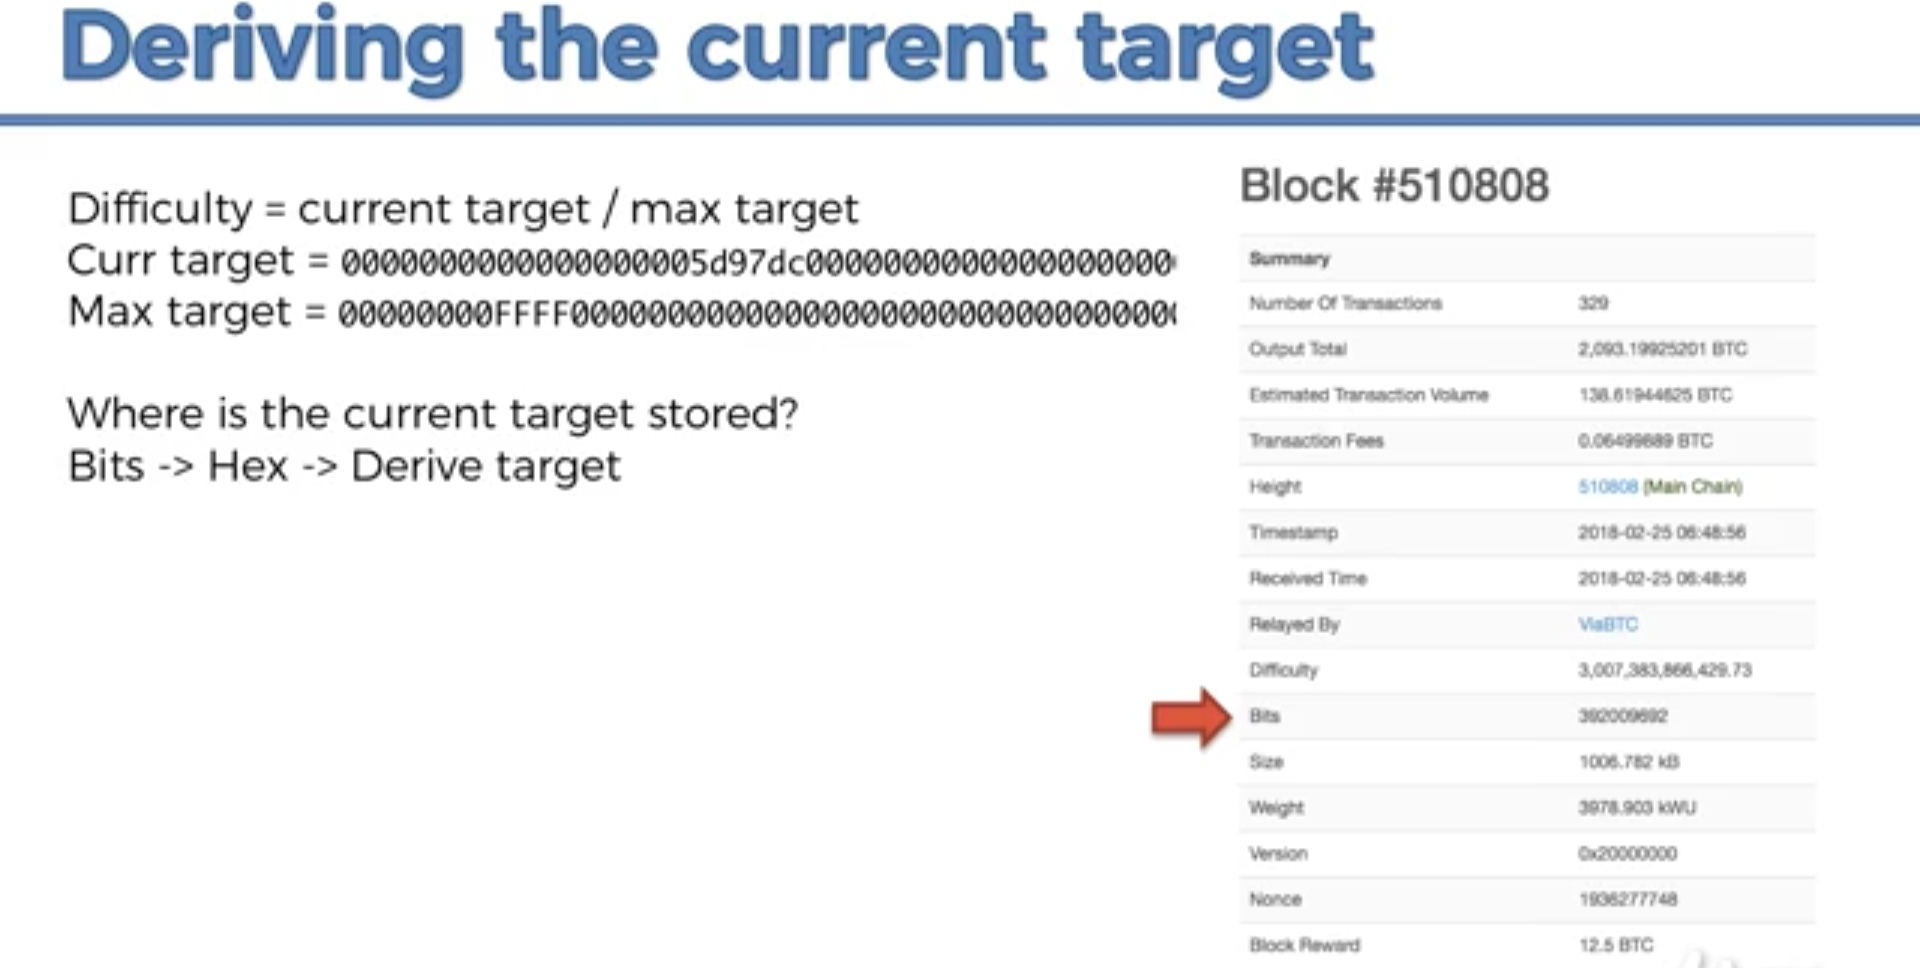 Deriving the current target
Difficulty = current target / max target
Curr target = 0000000000000000005d97dc0000000000000000000
Max target = 00000000FFFF0000000000000000000000000000000
Where is the current target stored?
Bits -> Hex -> Derive target
Block #510808
Summary
Number Of Transactions 329
Output Total 2,093.19925201 BTC
Estimated Transaction Volume 138.61944625 BTC
Transaction Fees 0.06499689 BTC
Height 510808 (Main Chain)
Timestamp 2018-02-25 06:48:56
Received Time 2018-02-25 06:48:56
Relayed By ViaBTC
Difficulty 3,007,383,866,429.73
Bits 392009692
Size 1006.782 kB
Weight 3978.903 kWU
Version 0x20000000
Nonce 1936277748
Block Reward 12.5 BTC